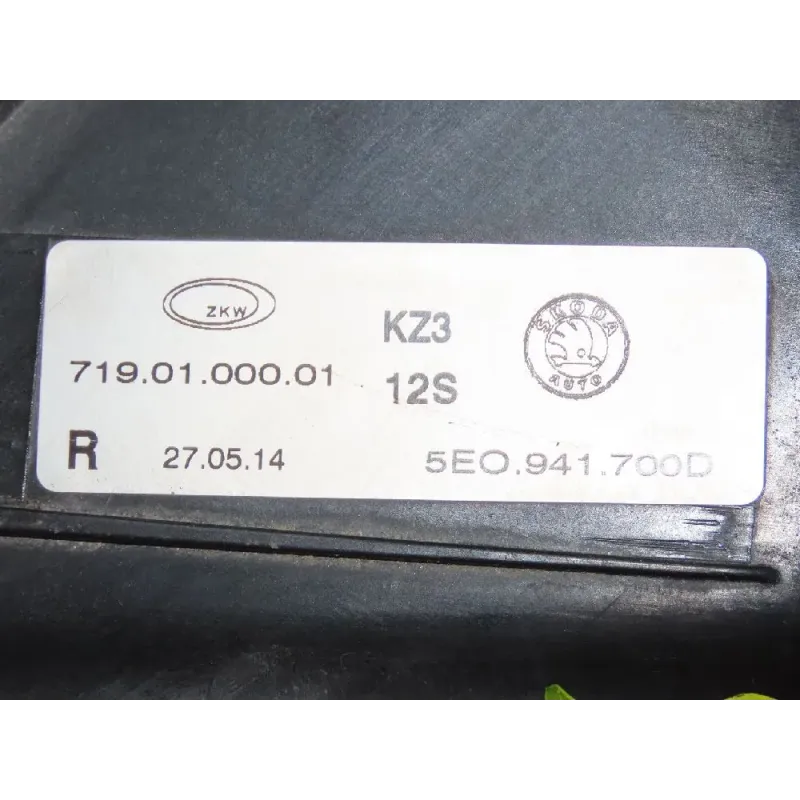 ZKW
KZ3
SKODA
AUTO
719.01.000.01
12S
R
27.05.14
5E0.941.700D